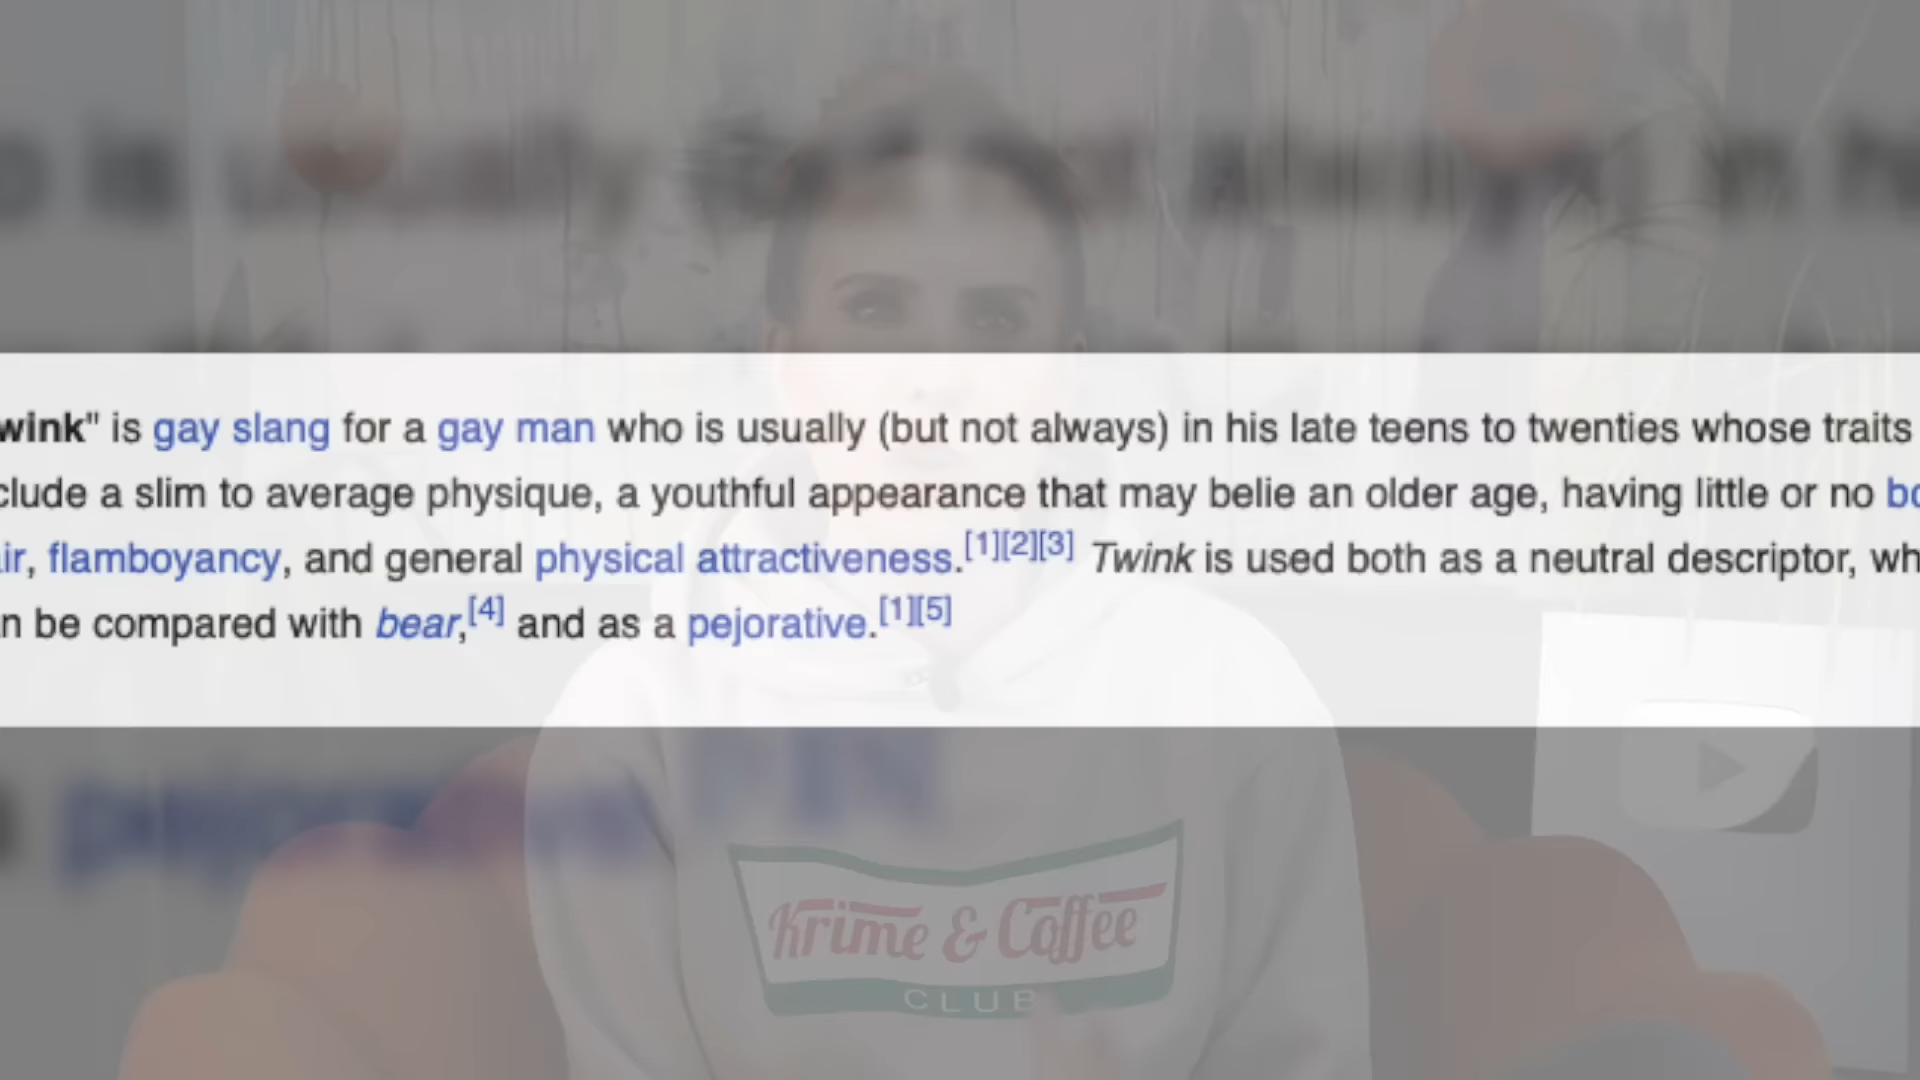 wink" is gay slang for a gay man who is usually (but not always) in his late teens to twenties whose traits
clude a slim to average physique, a youthful appearance that may belie an older age, having little or no bo
ir, flamboyancy, and general physical attractiveness.[1][2][3] Twink is used both as a neutral descriptor, wh
n be compared with bear,[4] and as a pejorative.[1][5]
Krime & Coffee
CLUB